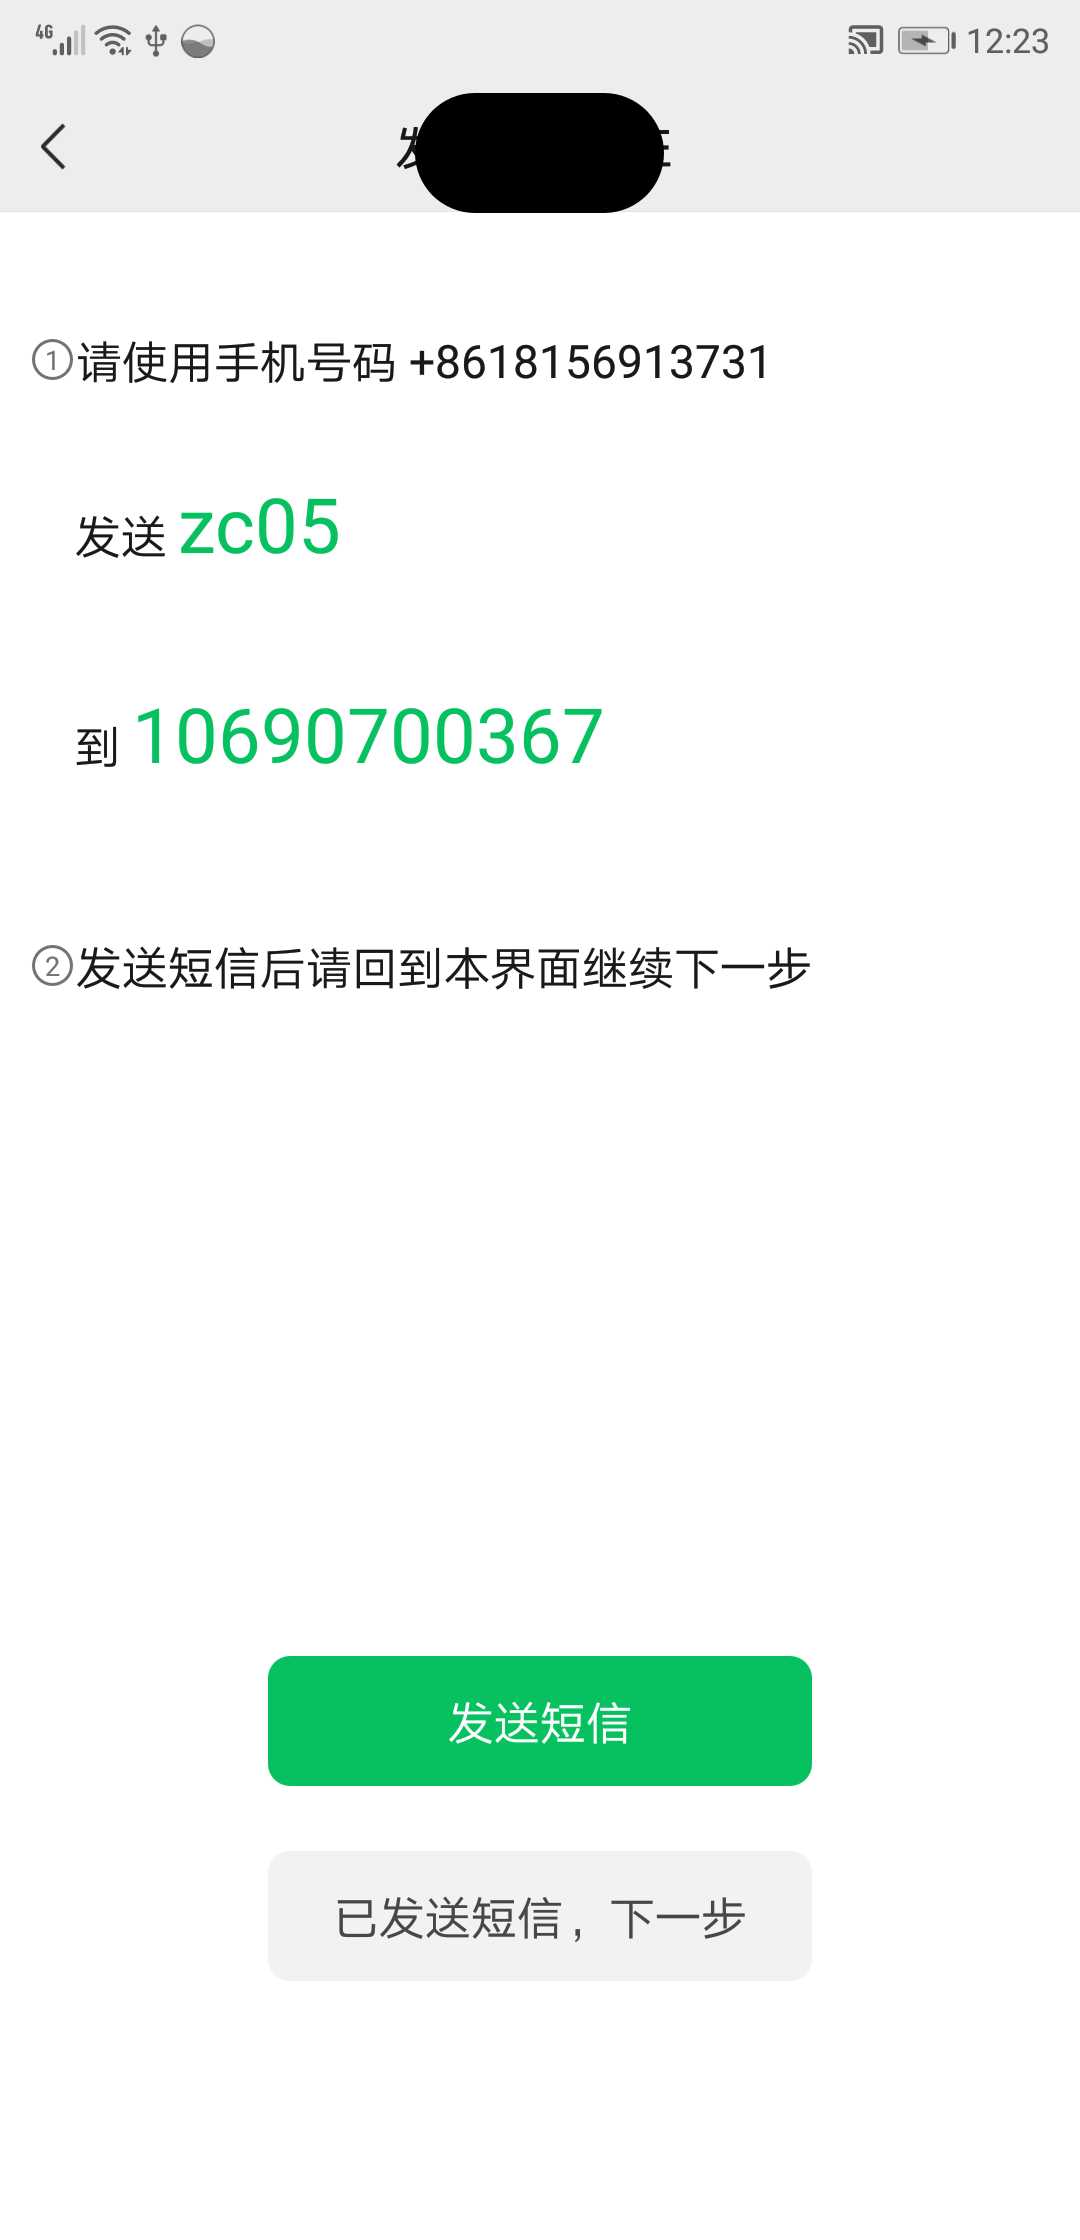 4G 12:23
①请使用手机号码 +8618156913731
发送 zc05
到 10690700367
②发送短信后请回到本界面继续下一步
发送短信
已发送短信，下一步